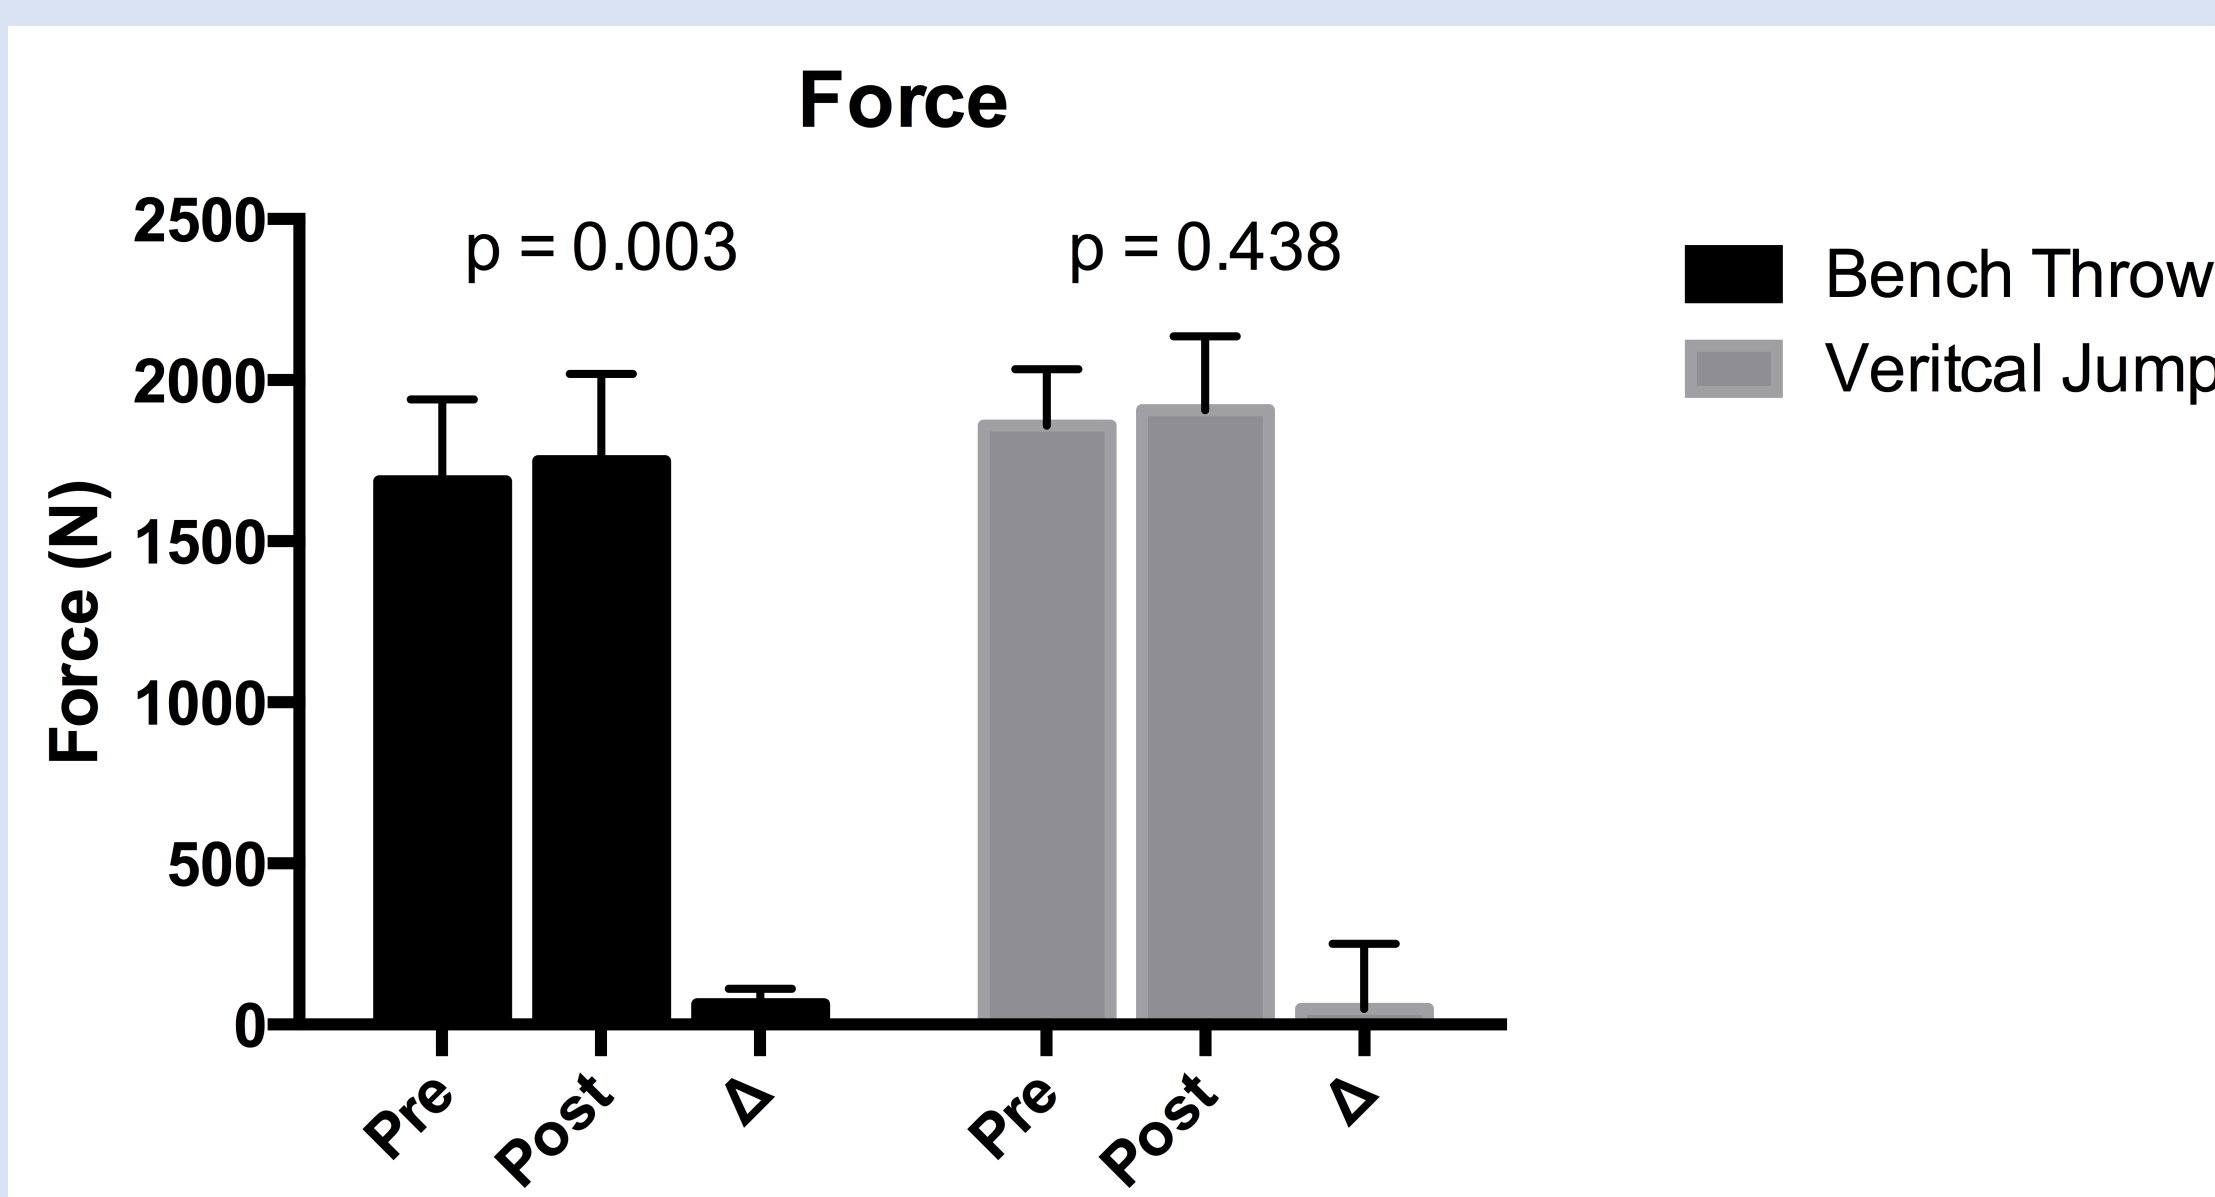 Force
2500
2000
1500
1000
500
0
Force (N)
p = 0.003
p = 0.438
Pre
Post
Δ
Pre
Post
Δ
Bench Throw
Veritcal Jump